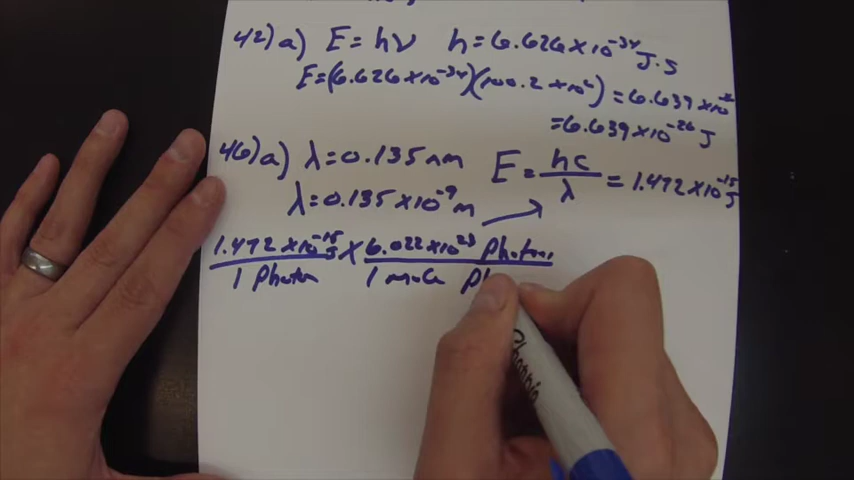 42) a) E = hν h = 6.626 × 10⁻³⁴ J·s
E = (6.626 × 10⁻³⁴)(100.2 × 10⁶) = 6.639 × 10
= 6.639 × 10⁻²⁶ J
46) a) λ = 0.135 nm E = hc / λ = 1.472 × 10⁻¹⁵ J
λ = 0.135 × 10⁻⁹ m
1.472 × 10⁻¹⁵ J × 6.022 × 10²³ Photons
1 Photon 1 mole Ph
Sharpie